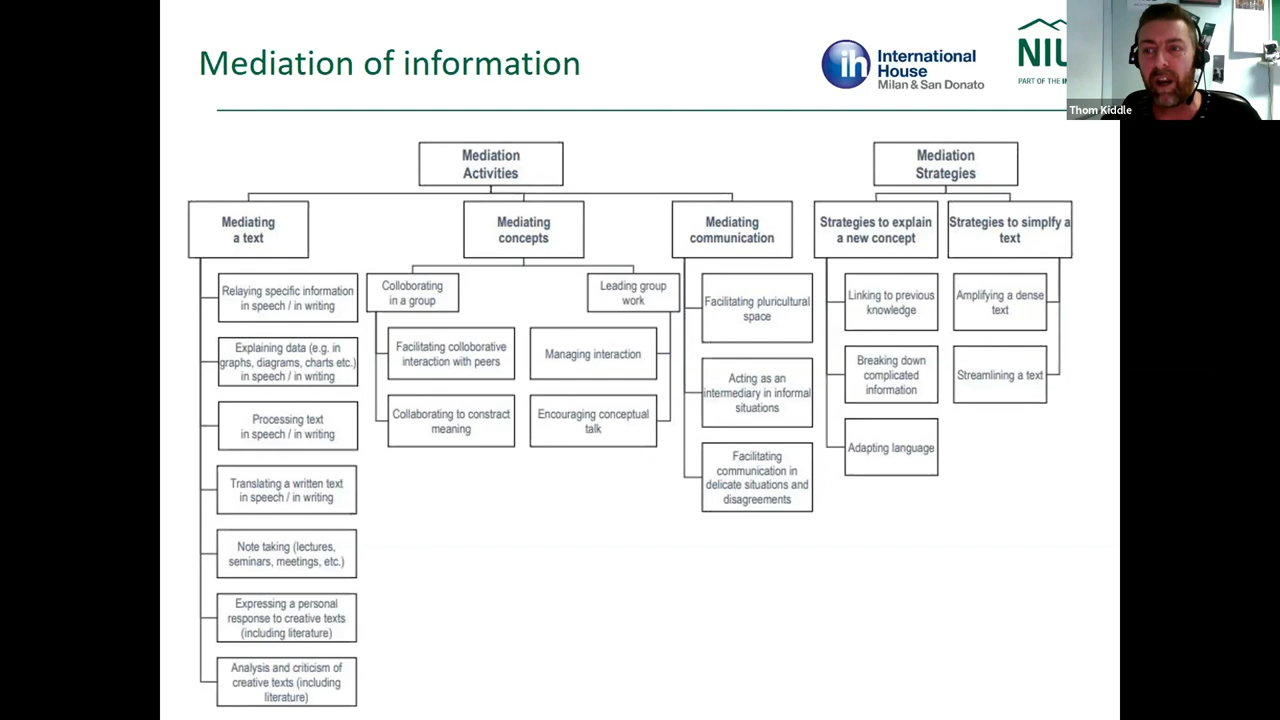 Mediation of information
ih
International
House
Milan & San Donato
PART OF THE
Thom Kiddle
Mediation
Activities
Mediation
Strategies
Mediating
a text
Mediating
concepts
Mediating
communication
Strategies to explain
a new concept
Strategies to simplfy a
text
Relaying specific information
in speech / in writing
Explaining data (e.g. in
graphs, diagrams, charts etc.)
in speech / in writing
Processing text
in speech / in writing
Translating a written text
in speech / in writing
Note taking (lectures,
seminars, meetings, etc.)
Expressing a personal
response to creative texts
(including literature)
Analysis and criticism of
creative texts (including
literature)
Colloborating
in a group
Facilitating colloborative
interaction with peers
Collaborating to constract
meaning
Leading group
work
Managing interaction
Encouraging conceptual
talk
Facilitating pluricultural
space
Acting as an
intermediary in informal
situations
Facilitating
communication in
delicate situations and
disagreements
Linking to previous
knowledge
Breaking down
complicated
information
Adapting language
Amplifying a dense
text
Streamlining a text